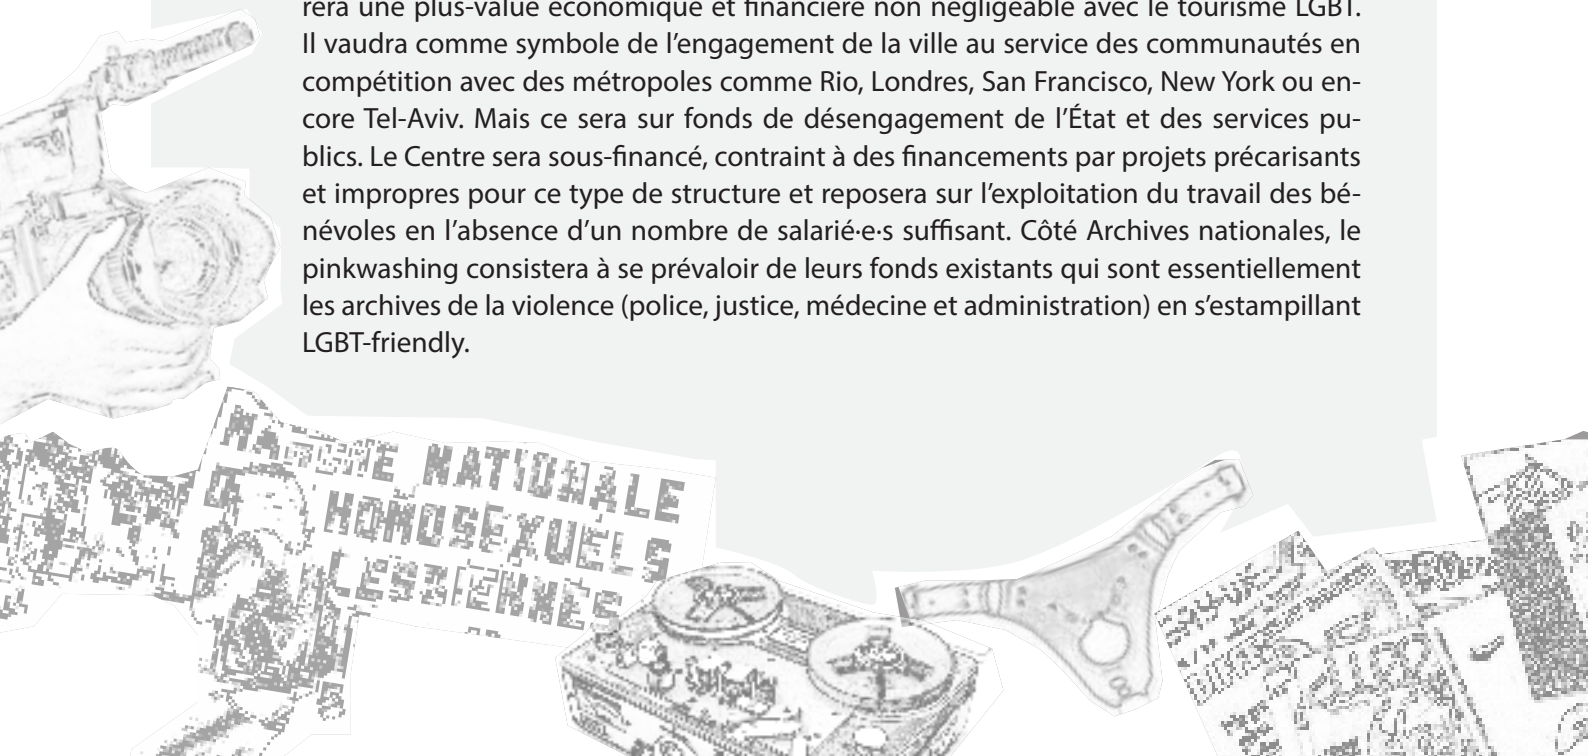 rera une plus-value économique et financière non négligeable avec le tourisme LGBT.
Il vaudra comme symbole de l'engagement de la ville au service des communautés en
compétition avec des métropoles comme Rio, Londres, San Francisco, New York ou en-
core Tel-Aviv. Mais ce sera sur fonds de désengagement de l'État et des services pu-
blics. Le Centre sera sous-financé, contraint à des financements par projets précarisants
et impropres pour ce type de structure et reposera sur l'exploitation du travail des bé-
névoles en l'absence d'un nombre de salarié·e·s suffisant. Côté Archives nationales, le
pinkwashing consistera à se prévaloir de leurs fonds existants qui sont essentiellement
les archives de la violence (police, justice, médecine et administration) en s'estampillant
LGBT-friendly.
MARCHE NATIONALE
HOMOSEXUELS
LESBIENNES